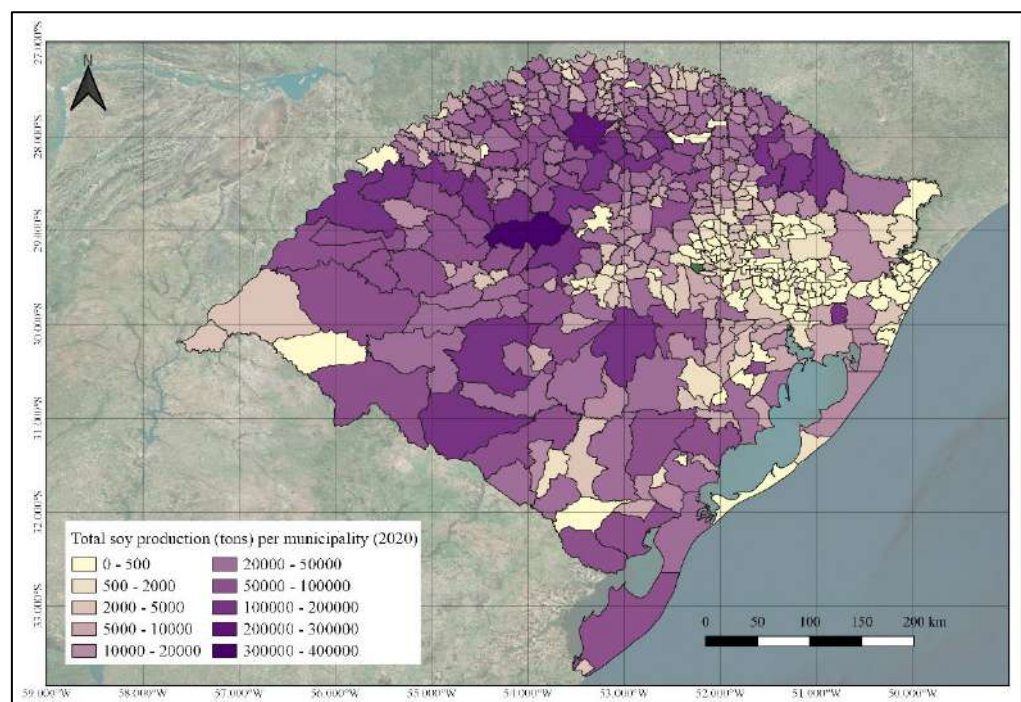 N
27.000°S
28.000°S
29.000°S
30.000°S
31.000°S
32.000°S
33.000°S
Total soy production (tons) per municipality (2020)
0 - 500
500 - 2000
2000 - 5000
5000 - 10000
10000 - 20000
20000 - 50000
50000 - 100000
100000 - 200000
200000 - 300000
300000 - 400000
0 50 100 150 200 km
59.000°W 58.000°W 57.000°W 56.000°W 55.000°W 54.000°W 53.000°W 52.000°W 51.000°W 50.000°W